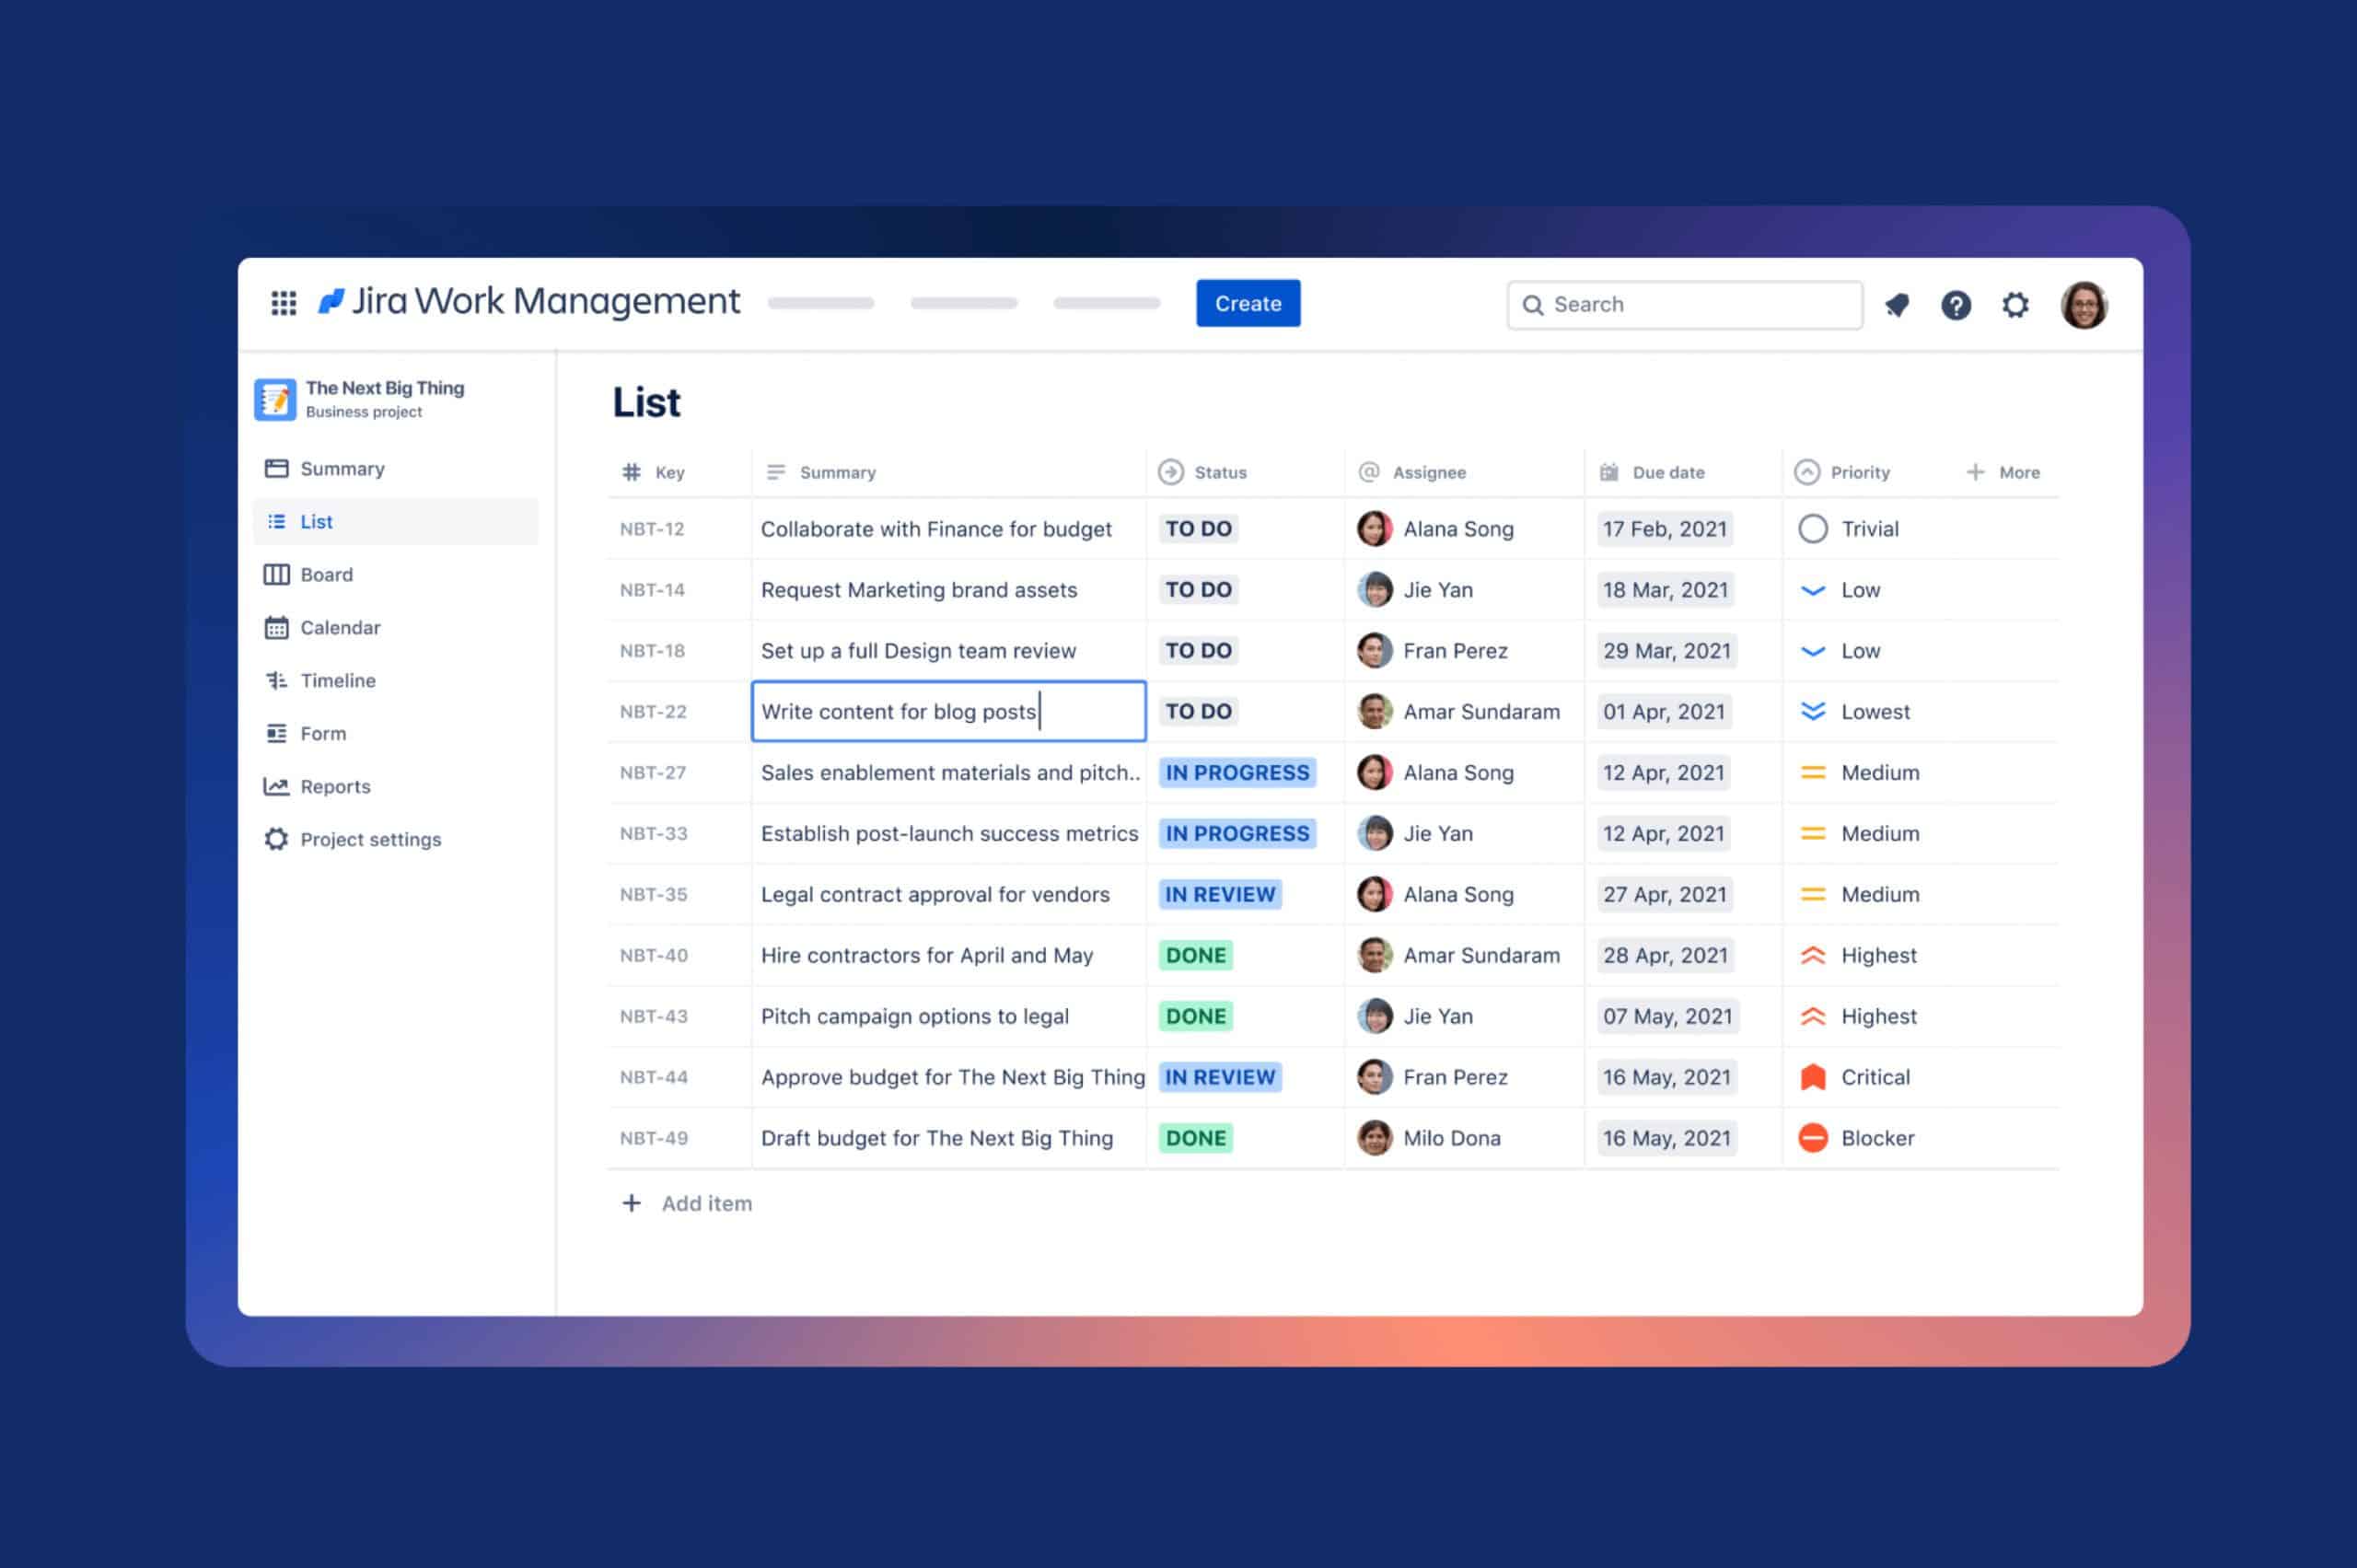 Jira Work Management Create Search
The Next Big Thing
Business project
Summary
List
Board
Calendar
Timeline
Form
Reports
Project settings
List
Key Summary Status Assignee Due date Priority + More
NBT-12 Collaborate with Finance for budget TO DO Alana Song 17 Feb, 2021 Trivial
NBT-14 Request Marketing brand assets TO DO Jie Yan 18 Mar, 2021 Low
NBT-18 Set up a full Design team review TO DO Fran Perez 29 Mar, 2021 Low
NBT-22 Write content for blog posts TO DO Amar Sundaram 01 Apr, 2021 Lowest
NBT-27 Sales enablement materials and pitch.. IN PROGRESS Alana Song 12 Apr, 2021 Medium
NBT-33 Establish post-launch success metrics IN PROGRESS Jie Yan 12 Apr, 2021 Medium
NBT-35 Legal contract approval for vendors IN REVIEW Alana Song 27 Apr, 2021 Medium
NBT-40 Hire contractors for April and May DONE Amar Sundaram 28 Apr, 2021 Highest
NBT-43 Pitch campaign options to legal DONE Jie Yan 07 May, 2021 Highest
NBT-44 Approve budget for The Next Big Thing IN REVIEW Fran Perez 16 May, 2021 Critical
NBT-49 Draft budget for The Next Big Thing DONE Milo Dona 16 May, 2021 Blocker
+ Add item